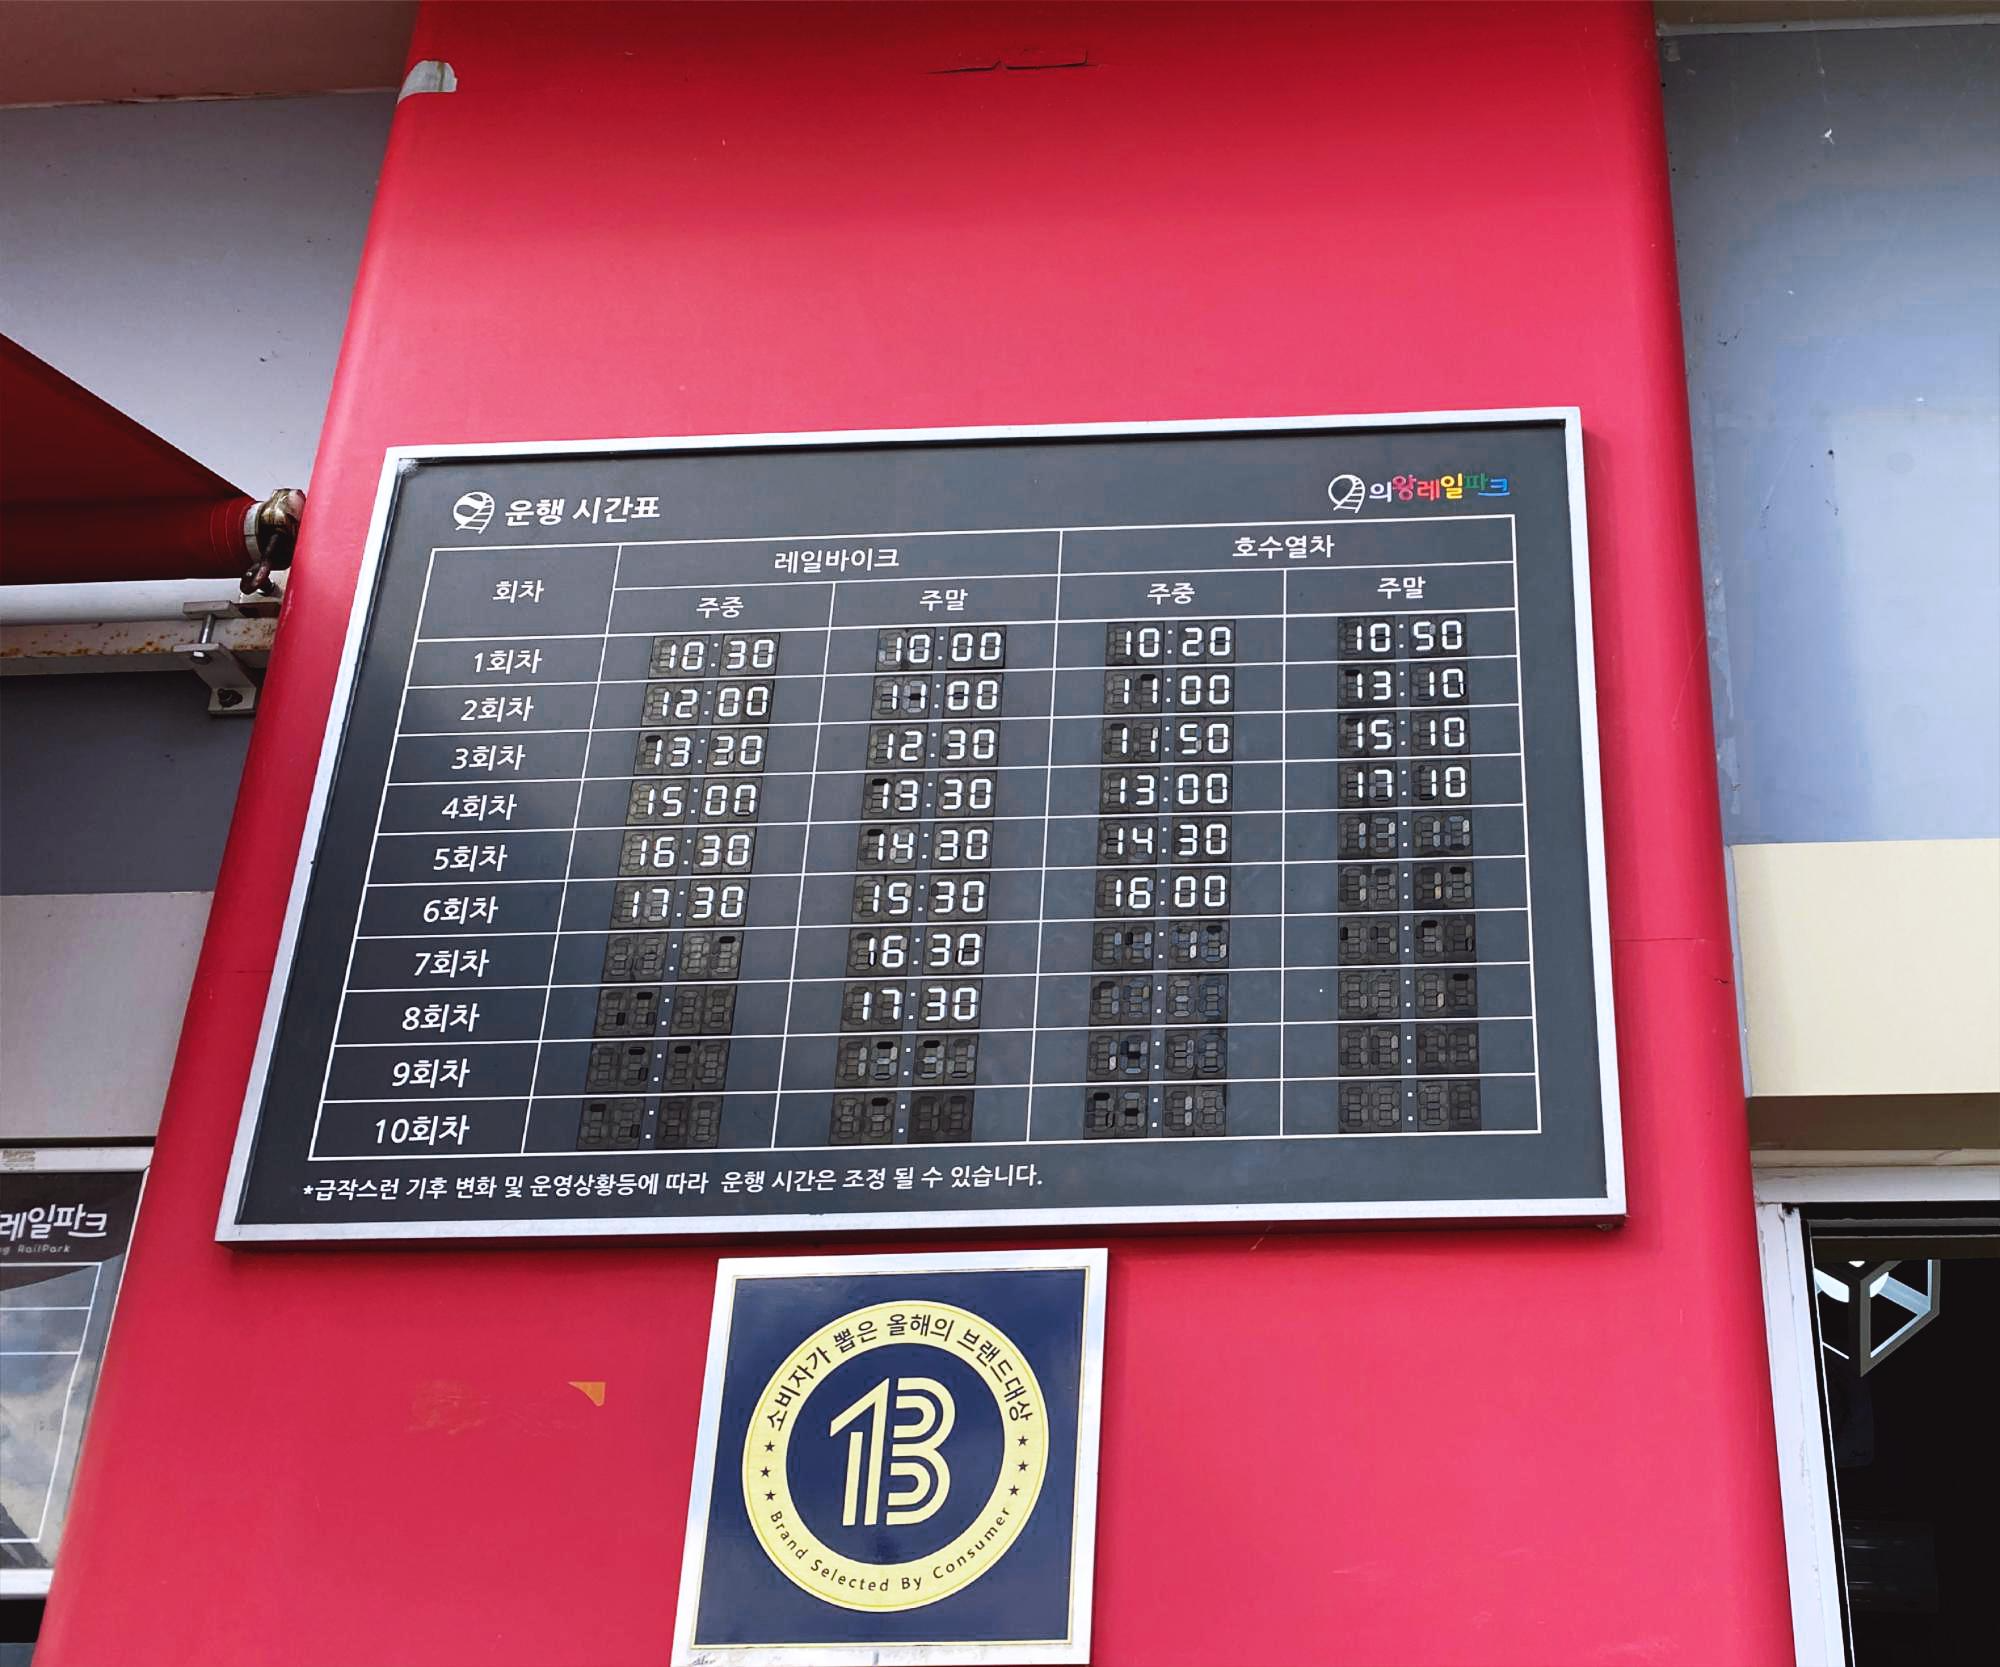 운행 시간표
의왕레일파크
회차 레일바이크 호수열차
주중 주말 주중 주말
1회차 10:30 10:00 10:20 10:50
2회차 12:00 11:00 11:00 13:10
3회차 13:30 12:30 11:50 15:10
4회차 15:00 13:30 13:00 17:10
5회차 16:30 14:30 14:30
6회차 17:30 15:30 16:00
7회차 16:30
8회차 17:30
9회차
10회차
*급작스런 기후 변화 및 운영상황등에 따라 운행 시간은 조정 될 수 있습니다.
레일파크
RailPark
소비자가 뽑은 올해의 브랜드대상
1B
Brand Selected By Consumer